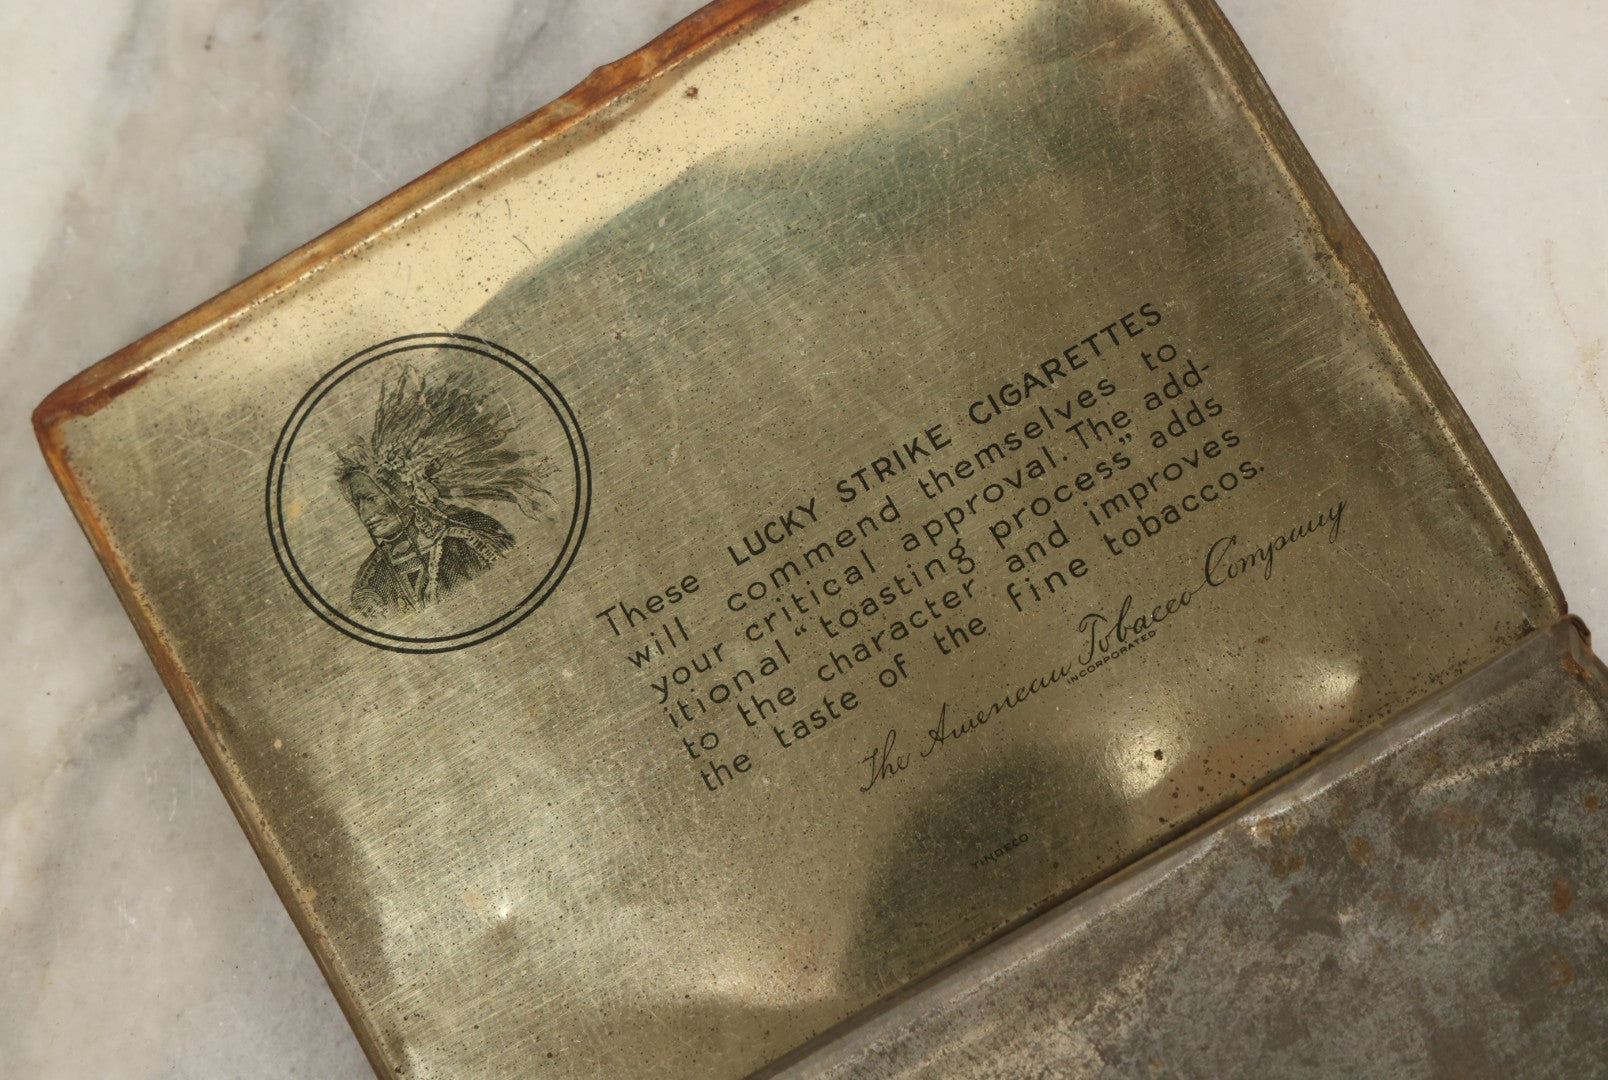 These LUCKY STRIKE CIGARETTES
will commend themselves to
your critical approval. The add-
itional “toasting process” adds
to the character and improves
the taste of the fine tobaccos.
The American Tobacco Company
INCORPORATED
TINDECO